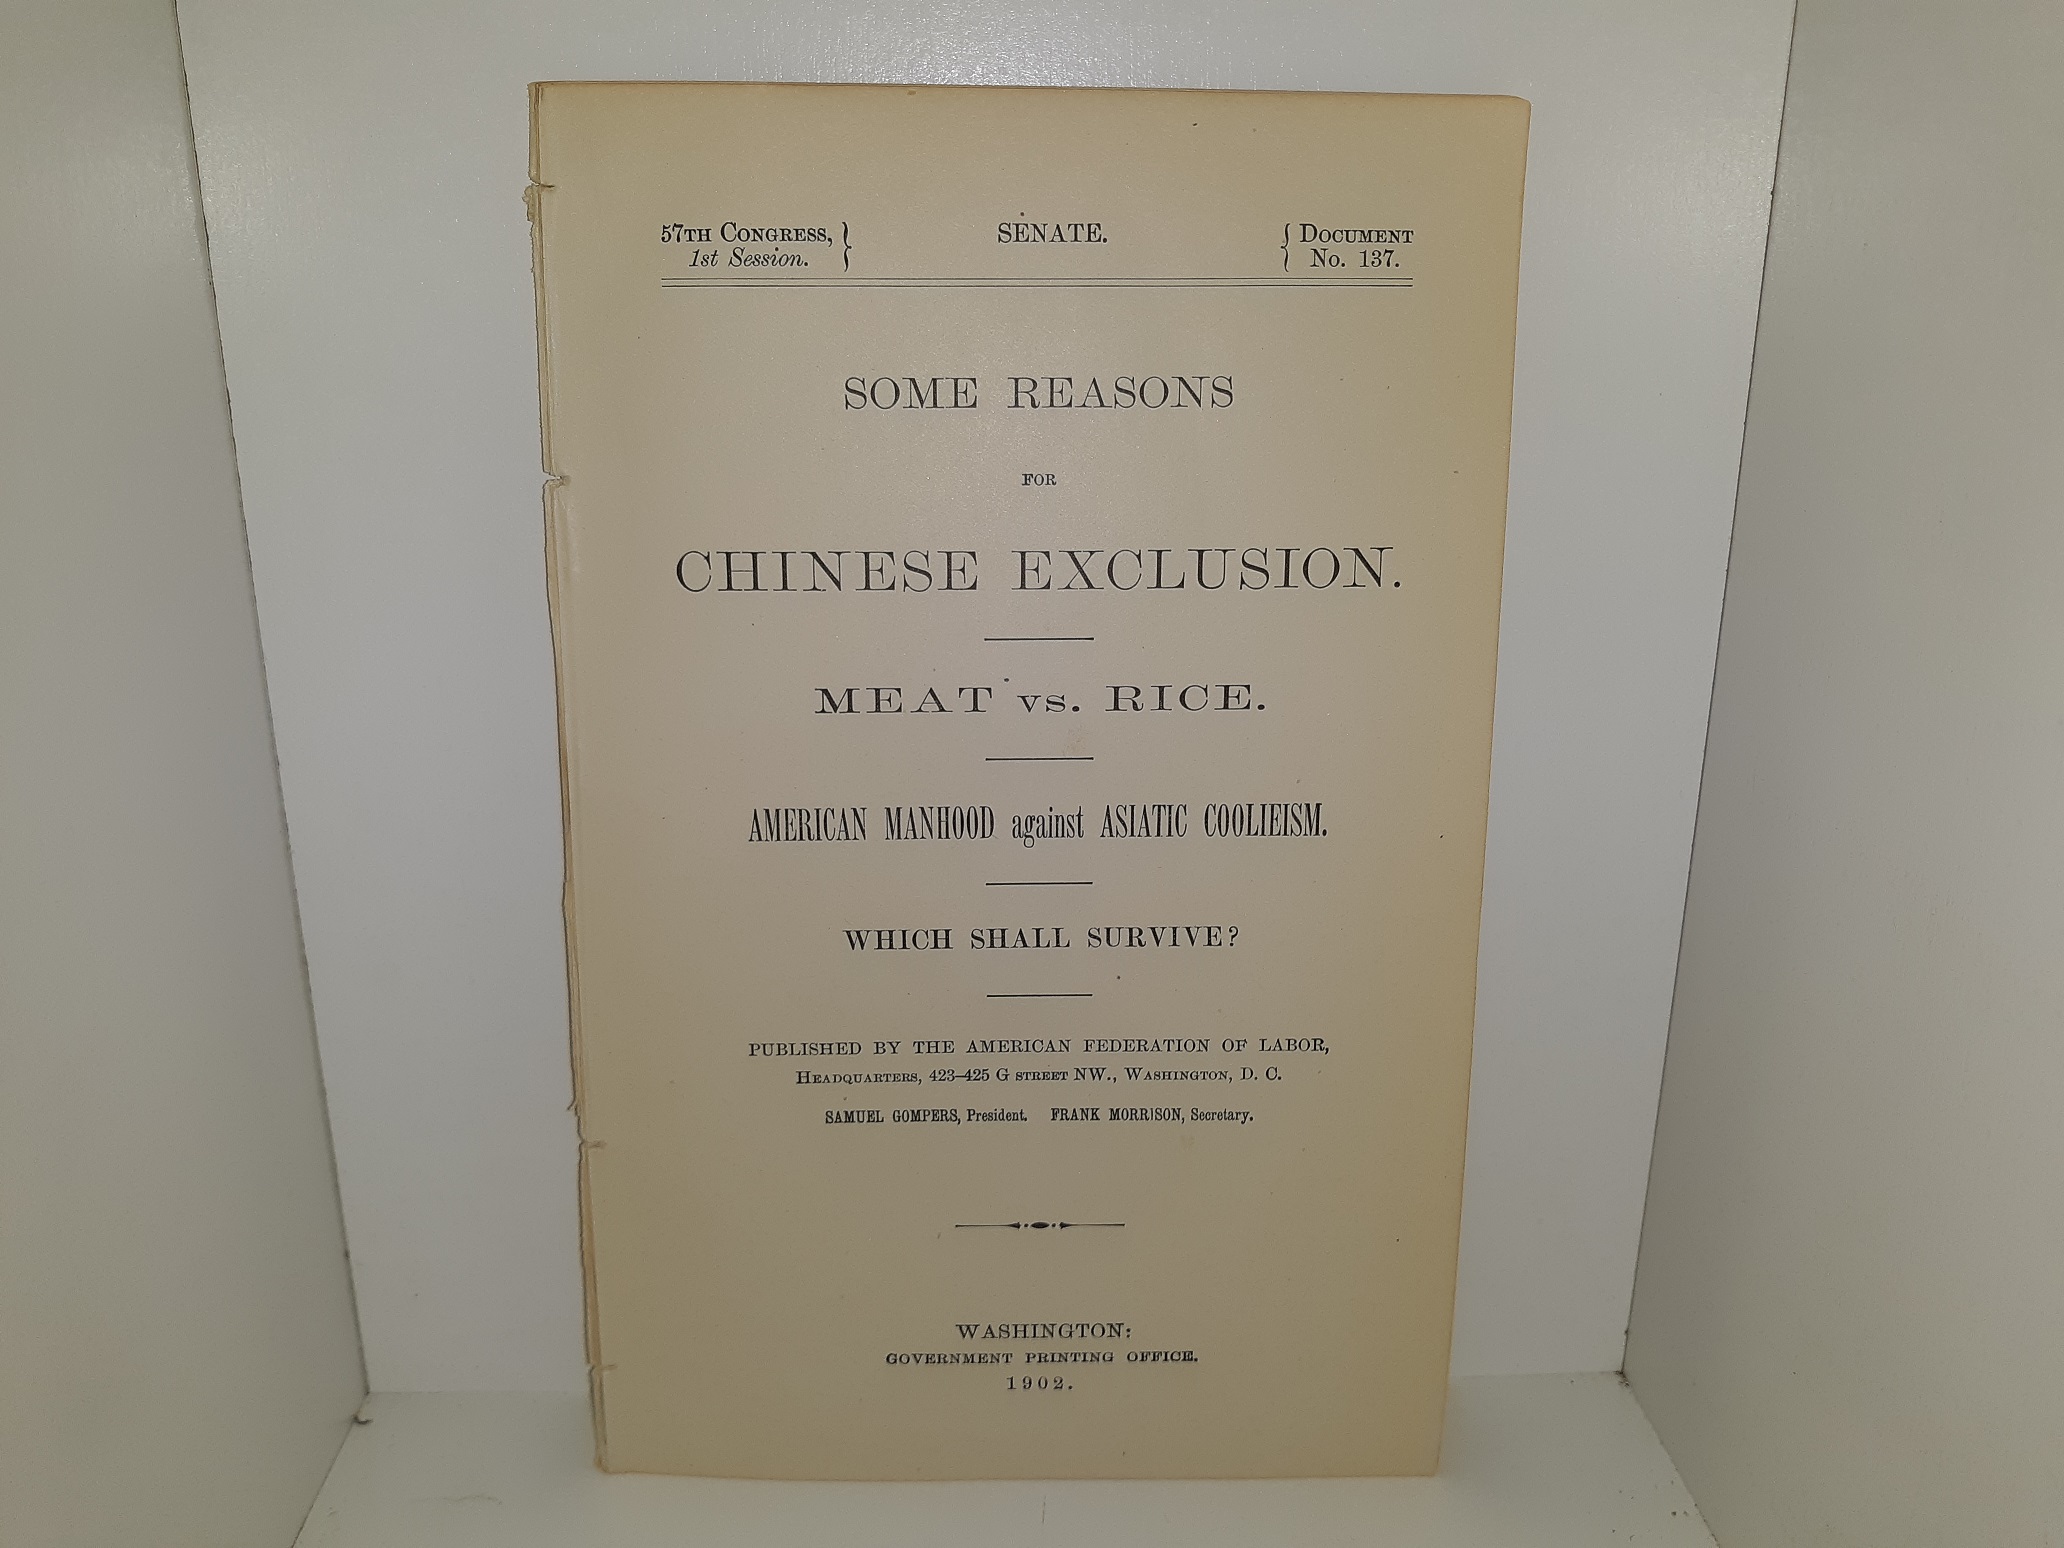 57TH CONGRESS, } SENATE. { DOCUMENT
1st Session. No. 137.
SOME REASONS
FOR
CHINESE EXCLUSION.
MEAT vs. RICE.
AMERICAN MANHOOD against ASIATIC COOLIEISM.
WHICH SHALL SURVIVE?
PUBLISHED BY THE AMERICAN FEDERATION OF LABOR,
HEADQUARTERS, 423–425 G STREET NW., WASHINGTON, D. C.
SAMUEL GOMPERS, President. FRANK MORRISON, Secretary.
WASHINGTON:
GOVERNMENT PRINTING OFFICE.
1902.